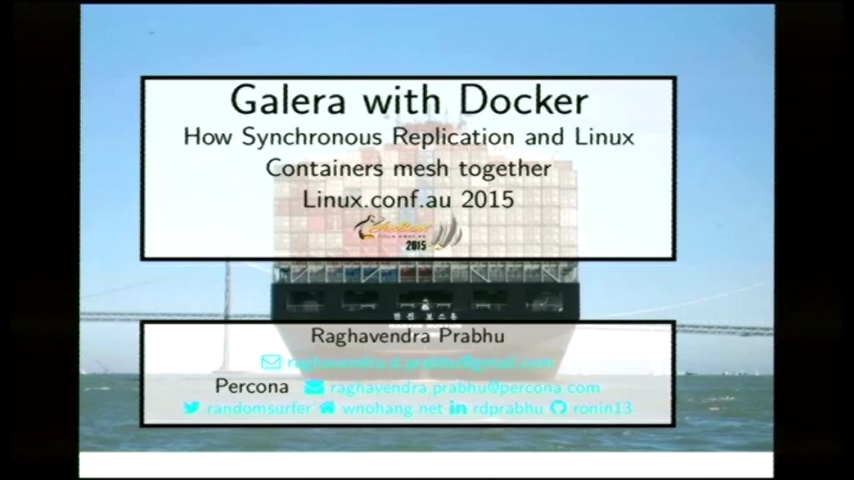 Galera with Docker
How Synchronous Replication and Linux
Containers mesh together
Linux.conf.au 2015
2015
Raghavendra Prabhu
Percona raghavendra.prabhu@percona.com
randomsurfer wnohang.net rdprabhu ronin13